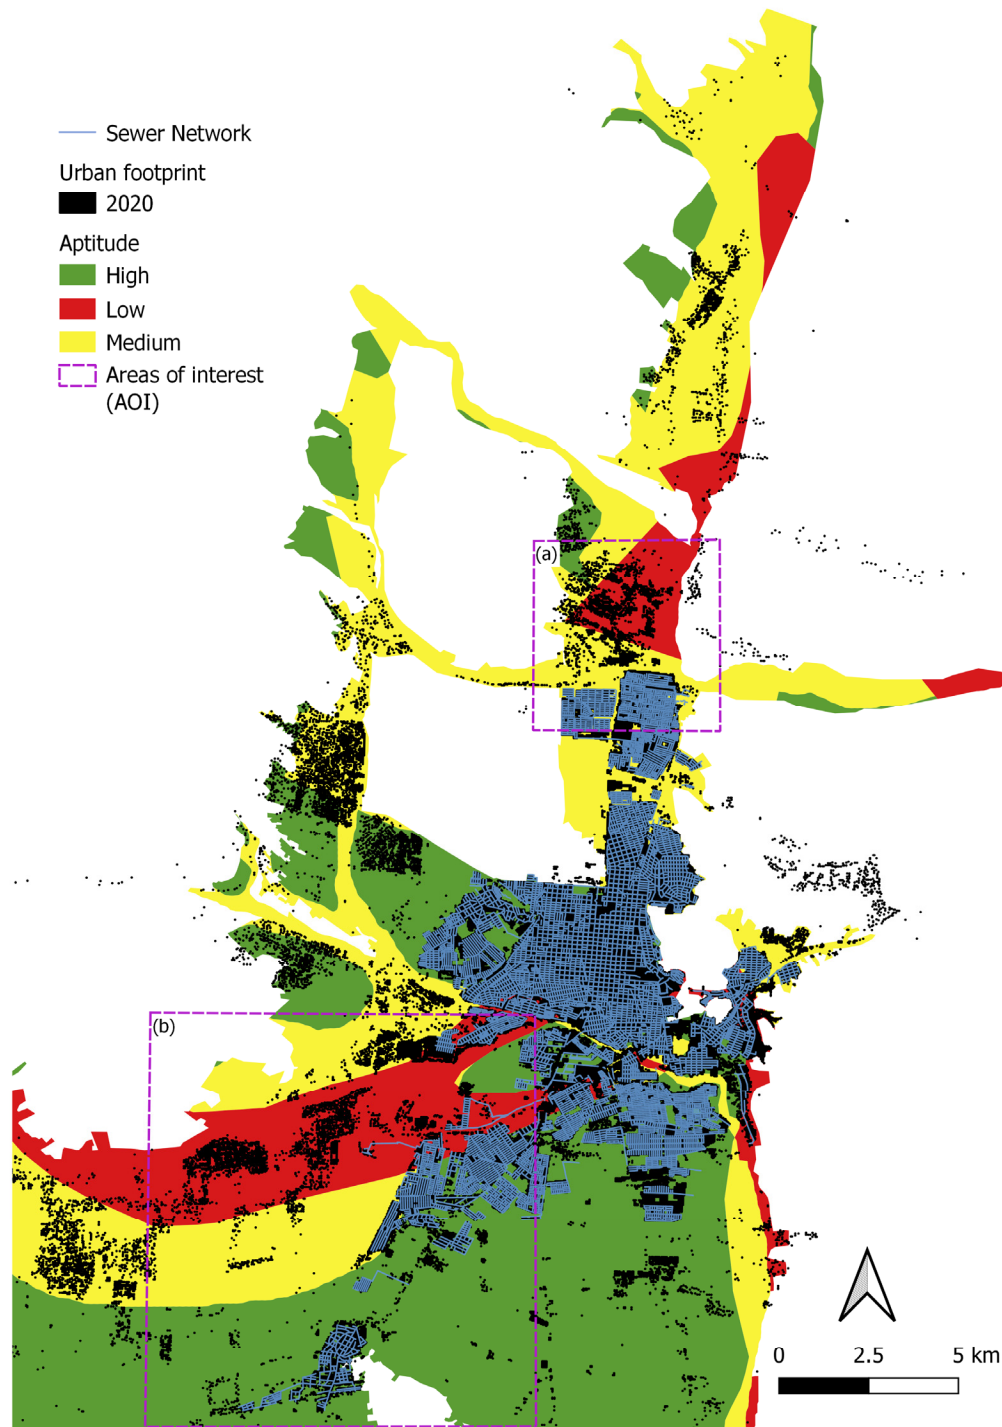 Sewer Network
Urban footprint
2020
Aptitude
High
Low
Medium
Areas of interest
(AOI)
(a)
(b)
0 2.5 5 km